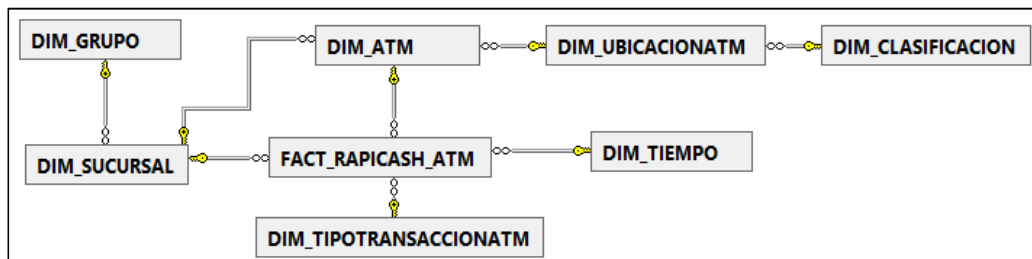 DIM_GRUPO
DIM_ATM
DIM_UBICACIONATM
DIM_CLASIFICACION
DIM_SUCURSAL
FACT_RAPICASH_ATM
DIM_TIEMPO
DIM_TIPOTRANSACCIONATM